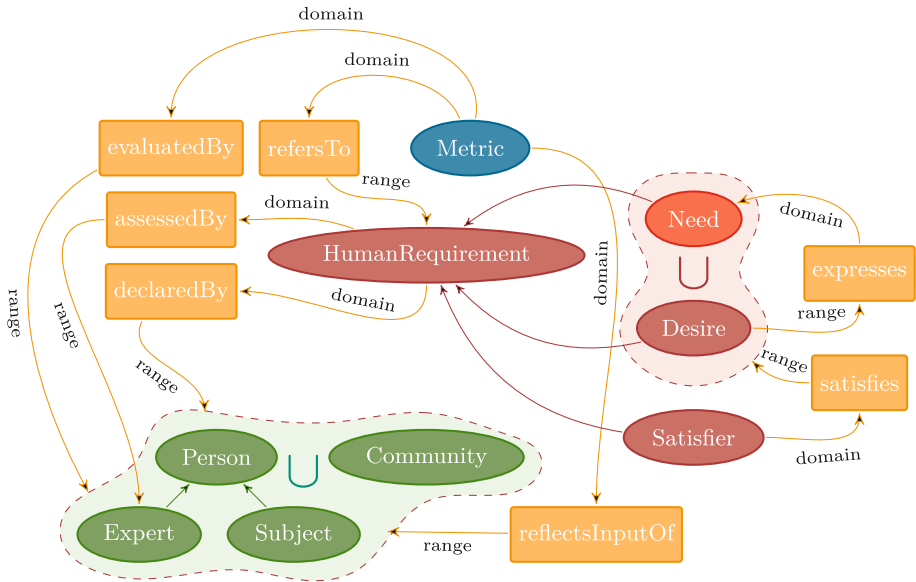 domain
domain
evaluatedBy
refersTo
Metric
range
assessedBy
domain
Need
domain
HumanRequirement
domain
expresses
declaredBy
domain
range
range
range
Desire
range
range
satisfies
Person
Community
Satisfier
domain
Expert
Subject
range
reflectsInputOf